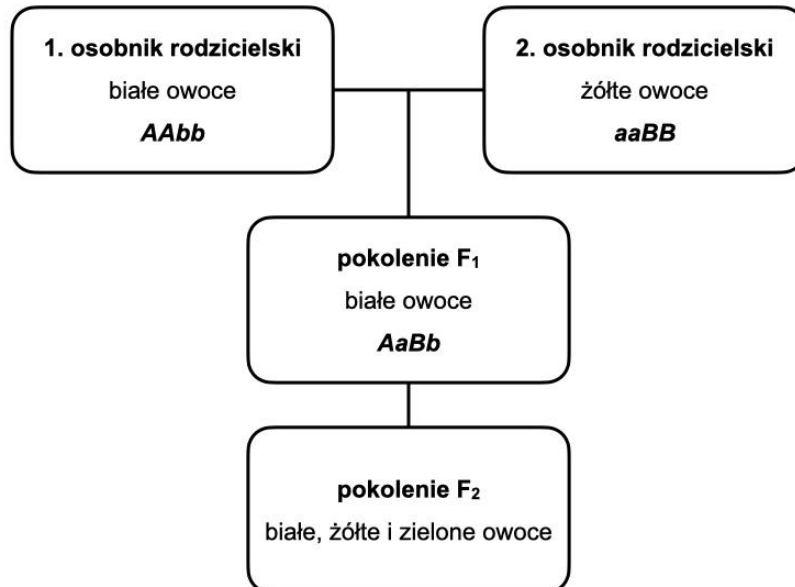 1. osobnik rodzicielski
białe owoce
AAbb
2. osobnik rodzicielski
żółte owoce
aaBB
pokolenie F₁
białe owoce
AaBb
pokolenie F₂
białe, żółte i zielone owoce